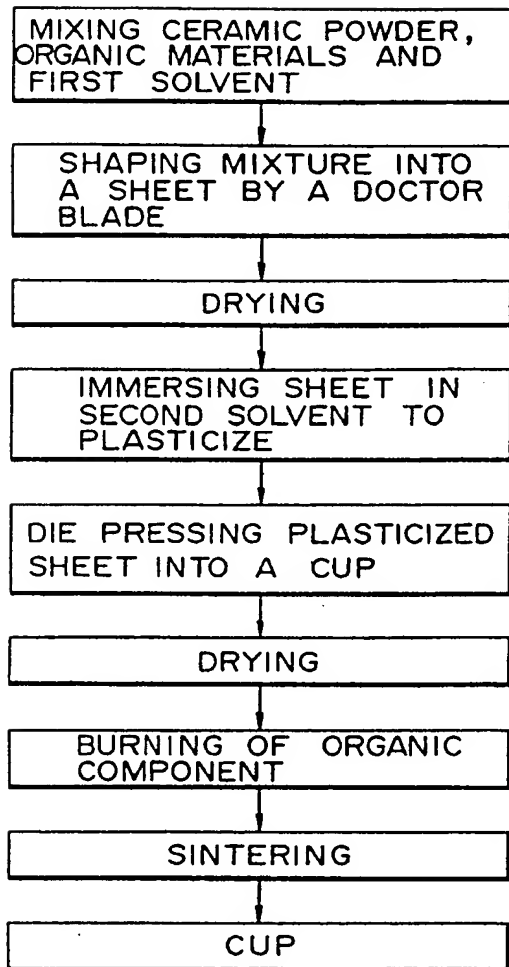 MIXING CERAMIC POWDER,
ORGANIC MATERIALS AND
FIRST SOLVENT
SHAPING MIXTURE INTO
A SHEET BY A DOCTOR
BLADE
DRYING
IMMERSING SHEET IN
SECOND SOLVENT TO
PLASTICIZE
DIE PRESSING PLASTICIZED
SHEET INTO A CUP
DRYING
BURNING OF ORGANIC
COMPONENT
SINTERING
CUP